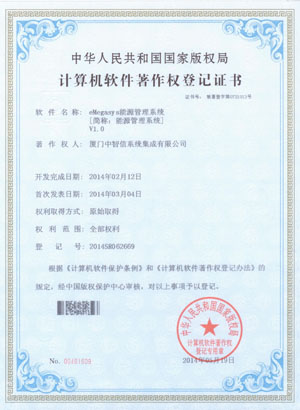 中华人民共和国国家版权局
计算机软件著作权登记证书
证书号： 软著登字第0731913号
软件名称： eMegasys能源管理系统
[简称：能源管理系统]
V1.0
著作权人： 厦门中智信系统集成有限公司
开发完成日期： 2014年02月12日
首次发表日期： 2014年03月04日
权利取得方式： 原始取得
权利范围： 全部权利
登记号： 2014SR062669
根据《计算机软件保护条例》和《计算机软件著作权登记办法》的
规定，经中国版权保护中心审核，对以上事项予以登记。
中华人民共和国国家版权局
计算机软件著作权
登记专用章
No.
2014年05月19日